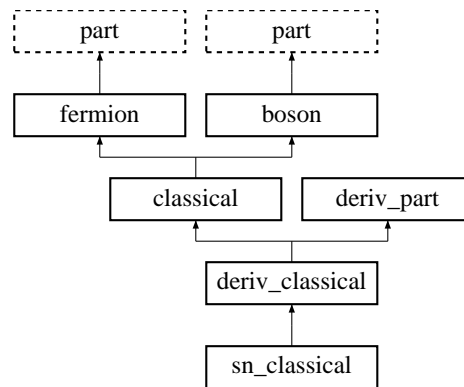 part part
fermion boson
classical deriv_part
deriv_classical
sn_classical